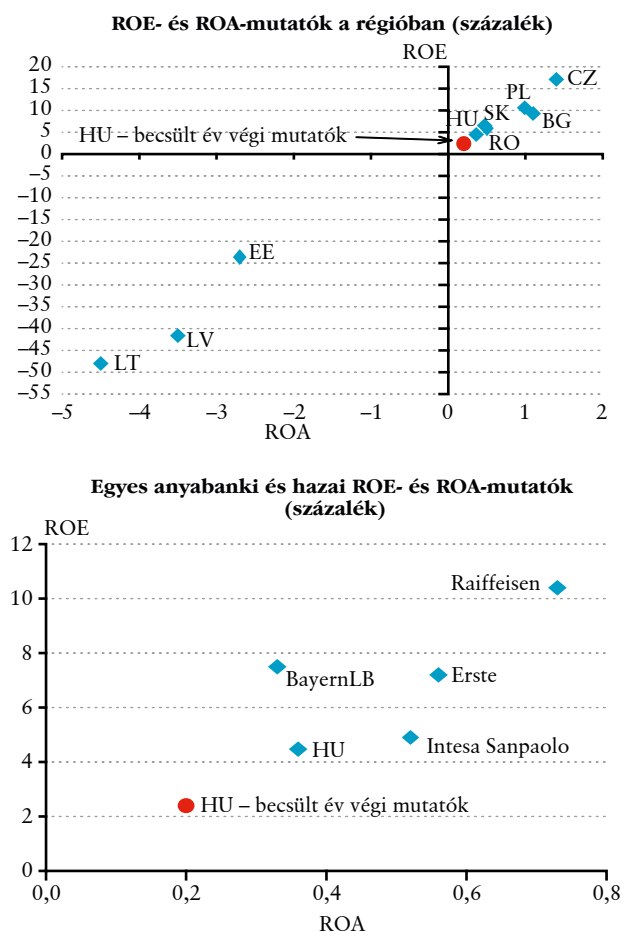 ROE- és ROA-mutatók a régióban (százalék)
ROE
20
15
10
5
0
–5
–10
–15
–20
–25
–30
–35
–40
–45
–50
–55
CZ
PL
BG
HU
SK
RO
HU – becsült év végi mutatók
EE
LV
LT
–5
–4
–3
–2
–1
0
1
2
ROA
Egyes anyabanki és hazai ROE- és ROA-mutatók
(százalék)
ROE
12
10
8
6
4
2
0
Raiffeisen
BayernLB
Erste
HU
Intesa Sanpaolo
HU – becsült év végi mutatók
0,0
0,2
0,4
0,6
0,8
ROA